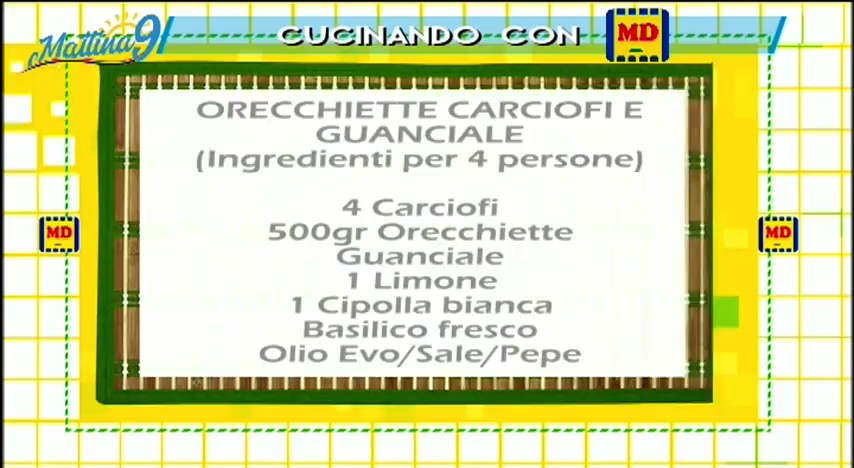 Mattina9
CUCINANDO CON MD
ORECCHIETTE CARCIOFI E
GUANCIALE
(Ingredienti per 4 persone)
4 Carciofi
500gr Orecchiette
Guanciale
1 Limone
1 Cipolla bianca
Basilico fresco
Olio Evo/Sale/Pepe
MD
MD